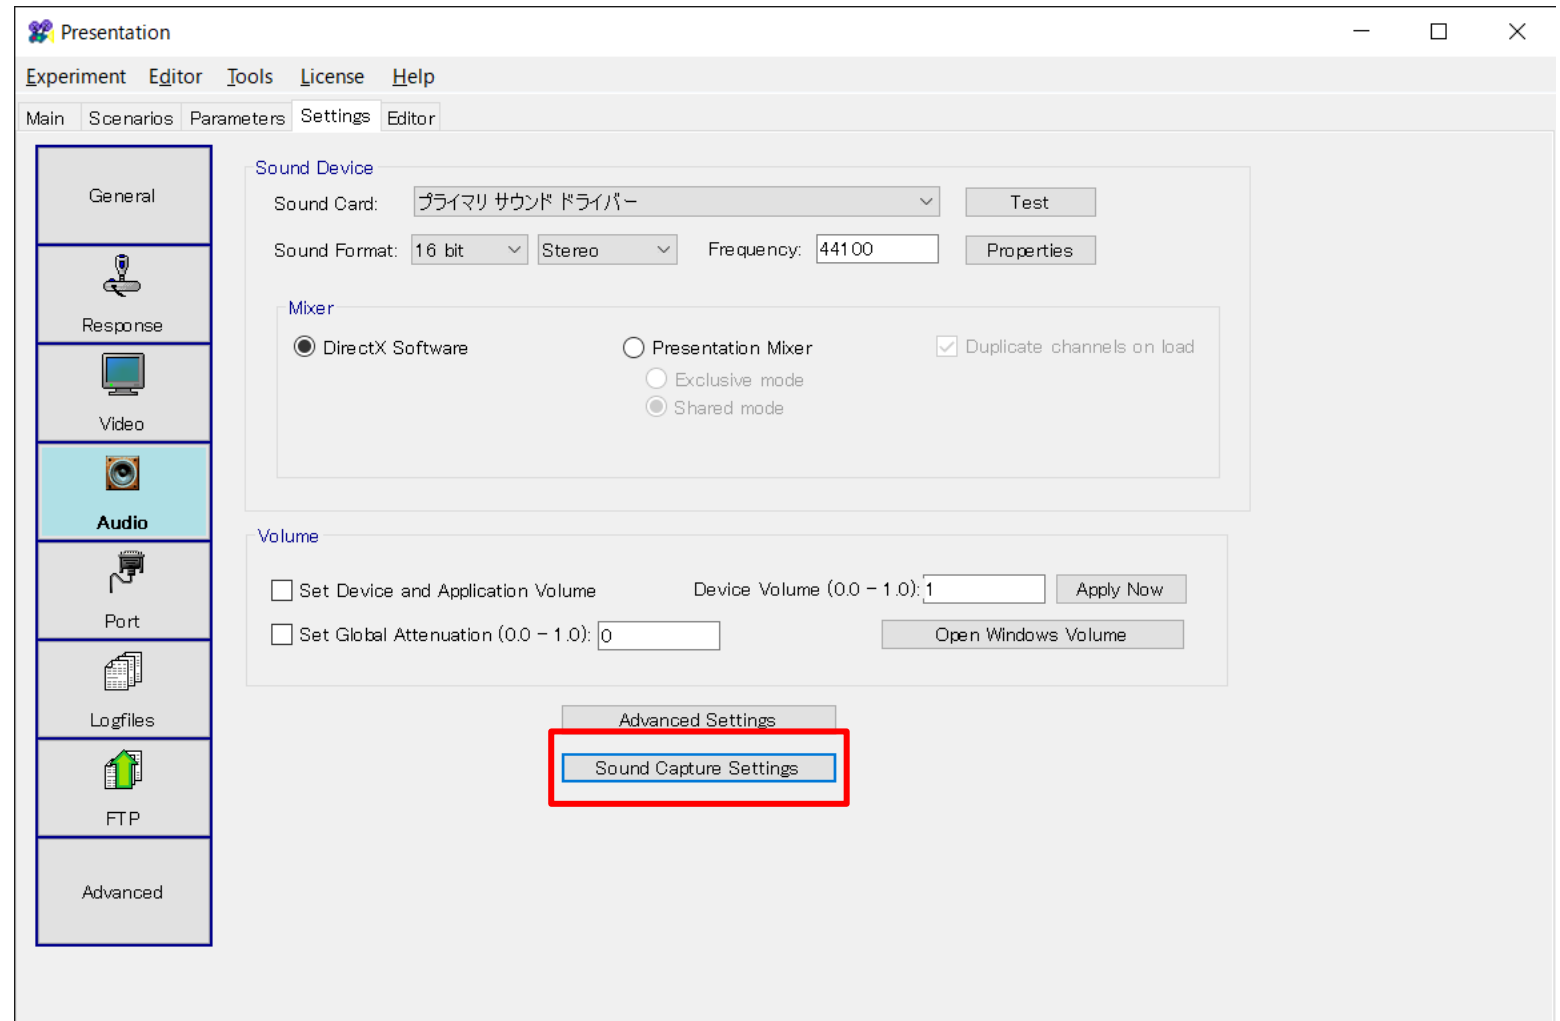 Presentation
Experiment Editor Tools License Help
Main Scenarios Parameters Settings Editor
General
Response
Video
Audio
Port
Logfiles
FTP
Advanced
Sound Device
Sound Card: プライマリ サウンド ドライバー Test
Sound Format: 16 bit Stereo Frequency: 44100 Properties
Mixer
DirectX Software Presentation Mixer Duplicate channels on load
Exclusive mode
Shared mode
Volume
Set Device and Application Volume Device Volume (0.0 - 1.0): 1 Apply Now
Set Global Attenuation (0.0 - 1.0): 0 Open Windows Volume
Advanced Settings
Sound Capture Settings